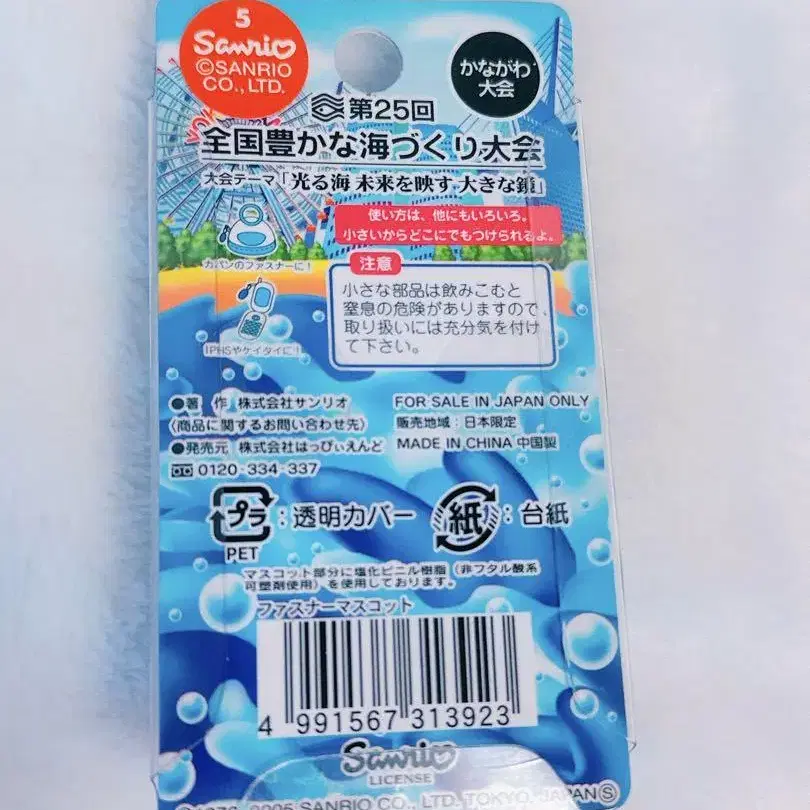 5
Sanrio
©SANRIO
CO.,LTD.
かながわ
大会
第25回
全国豊かな海づくり大会
大会テーマ「光る海 未来を映す 大きな鏡」
使い方は、他にもいろいろ。
小さいからどこにでもつけられるよ。
カバンのファスナーに!
注意
小さな部品は飲みこむと
窒息の危険がありますので、
取り扱いには充分気を付け
て下さい。
PHSやケイタイに!
●著 作 株式会社サンリオ
(商品に関するお問い合わせ先)
●発売元 株式会社はっぴぃえんど
0120-334-337
FOR SALE IN JAPAN ONLY
販売地域:日本限定
MADE IN CHINA 中国製
プラ:透明カバー
PET
紙:台紙
マスコット部分に塩化ビニル樹脂(非フタル酸系
可塑剤使用)を使用しております。
ファスナーマスコット
4 991567 313923
Sanrio
LICENSE
2005 SANRIO CO., LTD. TOKYO, JAPAN Ⓢ